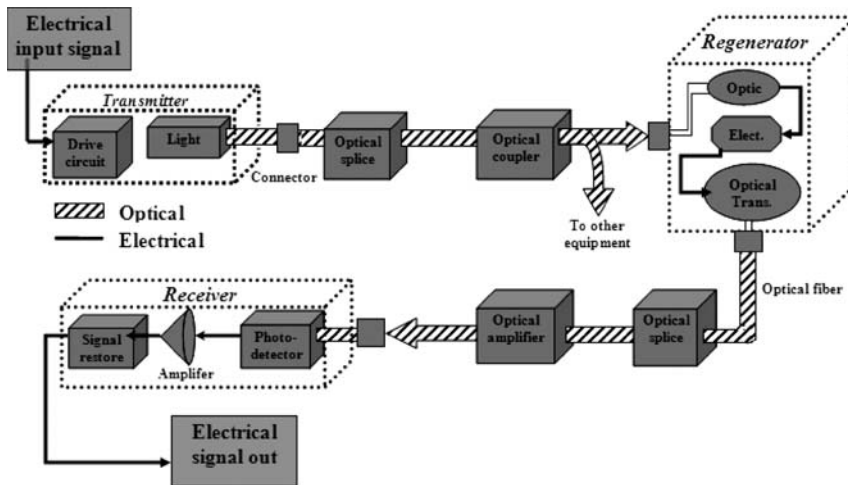 Electrical
input signal
Transmitter
Drive
circuit
Light
Connector
Optical
splice
Optical
coupler
To other
equipment
Regenerator
Optic
Elect.
Optical
Trans.
Optical
Electrical
Optical fiber
Receiver
Signal
restore
Amplifer
Photo-
detector
Optical
amplifier
Optical
splice
Electrical
signal out